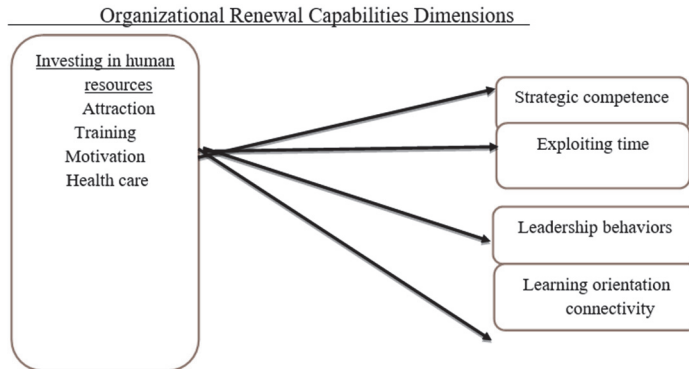 Organizational Renewal Capabilities Dimensions
Investing in human
resources
Attraction
Training
Motivation
Health care
Strategic competence
Exploiting time
Leadership behaviors
Learning orientation
connectivity